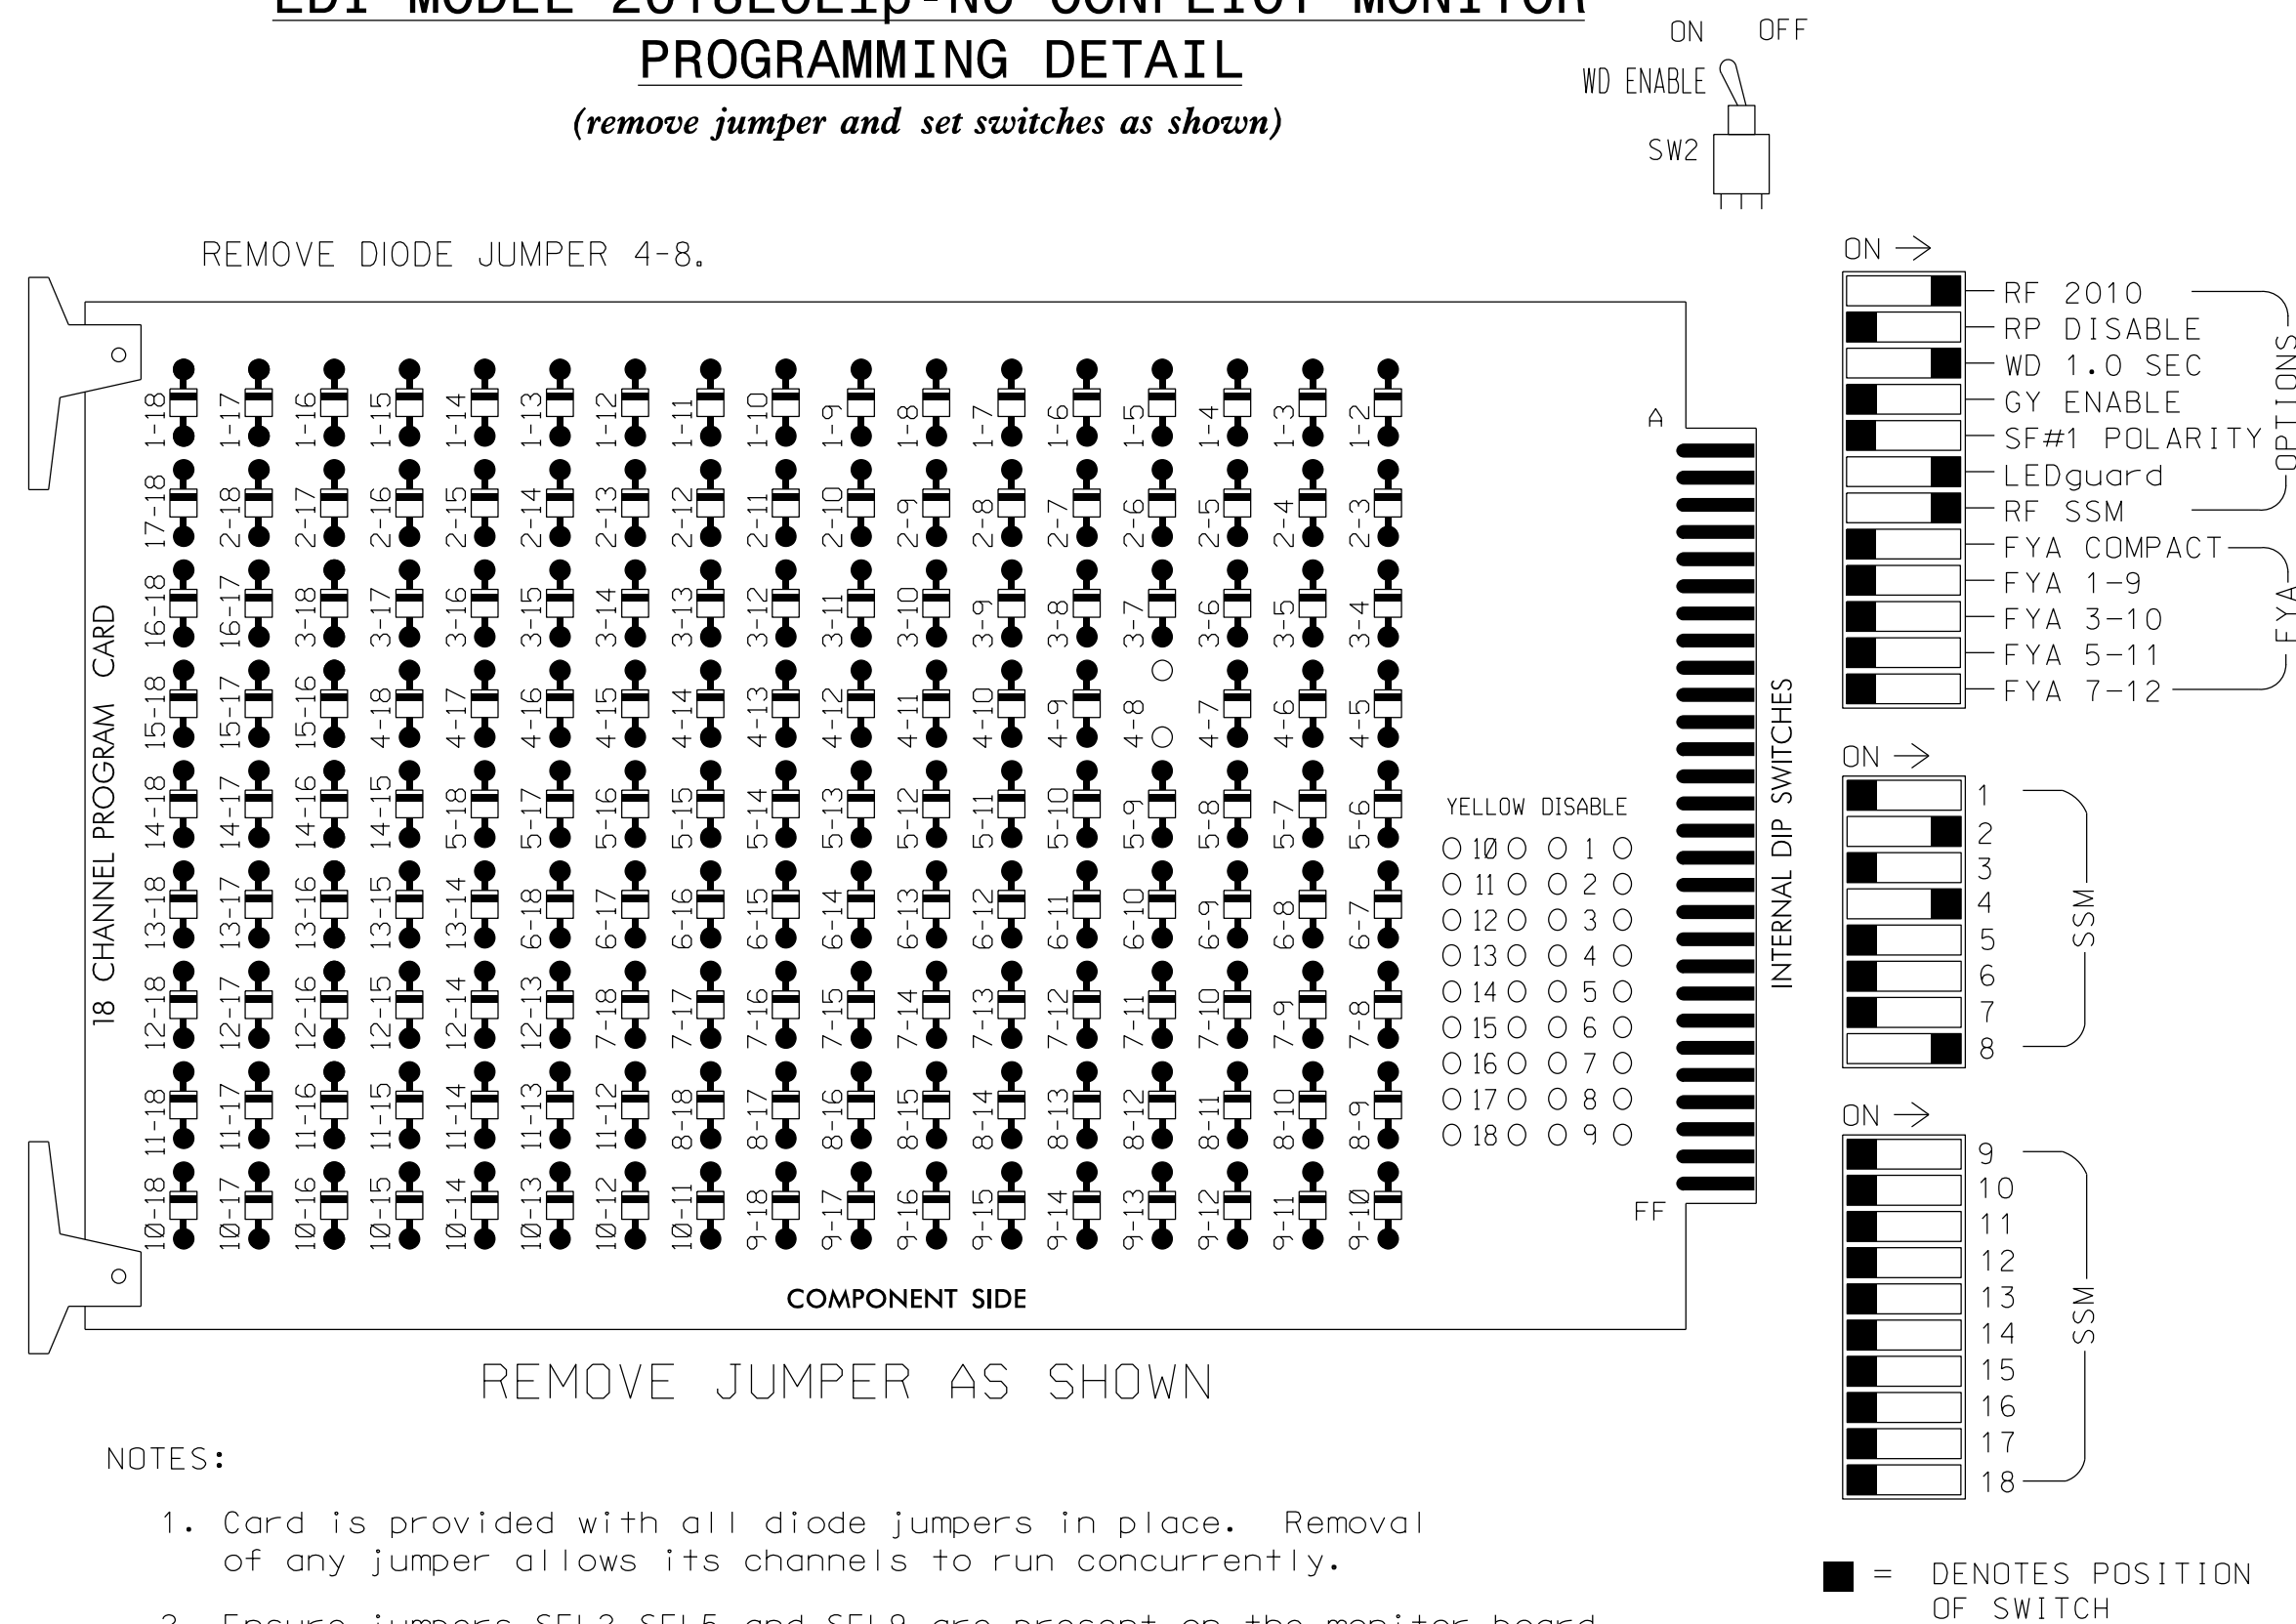 PROGRAMMING DETAIL
(remove jumper and set switches as shown)
ON OFF
WD ENABLE
SW2
REMOVE DIODE JUMPER 4-8.
18 CHANNEL PROGRAM CARD
1-18 1-17 1-16 1-15 1-14 1-13 1-12 1-11 1-10 1-9 1-8 1-7 1-6 1-5 1-4 1-3 1-2
17-18 2-18 2-17 2-16 2-15 2-14 2-13 2-12 2-11 2-10 2-9 2-8 2-7 2-6 2-5 2-4 2-3
16-18 16-17 3-18 3-17 3-16 3-15 3-14 3-13 3-12 3-11 3-10 3-9 3-8 3-7 3-6 3-5 3-4
15-18 15-17 15-16 4-18 4-17 4-16 4-15 4-14 4-13 4-12 4-11 4-10 4-9 4-8 4-7 4-6 4-5
14-18 14-17 14-16 14-15 5-18 5-17 5-16 5-15 5-14 5-13 5-12 5-11 5-10 5-9 5-8 5-7 5-6
13-18 13-17 13-16 13-15 13-14 6-18 6-17 6-16 6-15 6-14 6-13 6-12 6-11 6-10 6-9 6-8 6-7
12-18 12-17 12-16 12-15 12-14 12-13 7-18 7-17 7-16 7-15 7-14 7-13 7-12 7-11 7-10 7-9 7-8
11-18 11-17 11-16 11-15 11-14 11-13 11-12 8-18 8-17 8-16 8-15 8-14 8-13 8-12 8-11 8-10 8-9
10-18 10-17 10-16 10-15 10-14 10-13 10-12 10-11 9-18 9-17 9-16 9-15 9-14 9-13 9-12 9-11 9-10
A
YELLOW DISABLE
10 1
11 2
12 3
13 4
14 5
15 6
16 7
17 8
18 9
FF
COMPONENT SIDE
INTERNAL DIP SWITCHES
ON
RF 2010
RP DISABLE
WD 1.0 SEC
GY ENABLE
SF#1 POLARITY
LEDguard
RF SSM
OPTIONS
FYA COMPACT
FYA 1-9
FYA 3-10
FYA 5-11
FYA 7-12
FYA
ON
1
2
3
4
5
6
7
8
SSM
ON
9
10
11
12
13
14
15
16
17
18
SSM
REMOVE JUMPER AS SHOWN
NOTES:
1. Card is provided with all diode jumpers in place. Removal
of any jumper allows its channels to run concurrently.
= DENOTES POSITION
OF SWITCH